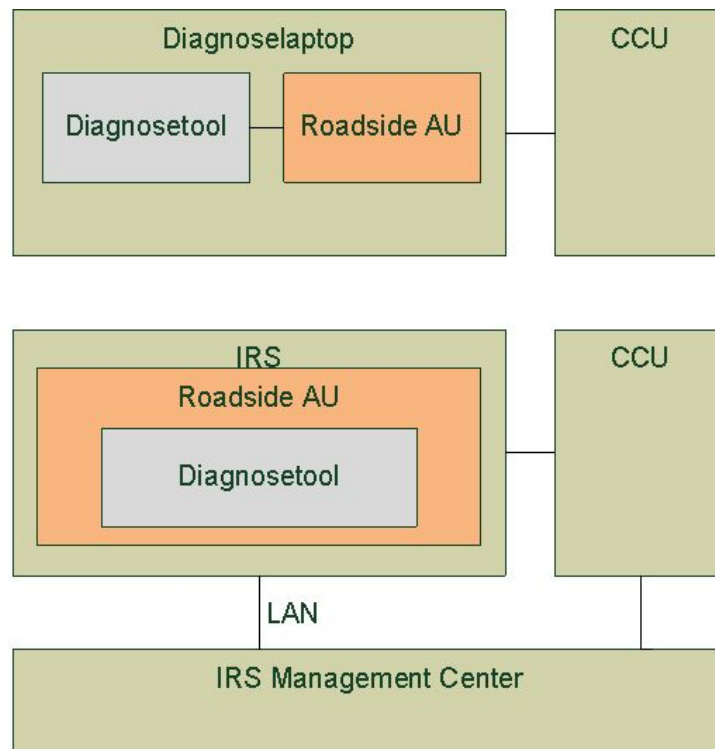 Diagnoselaptop
CCU
Diagnosetool
Roadside AU
IRS
CCU
Roadside AU
Diagnosetool
LAN
IRS Management Center